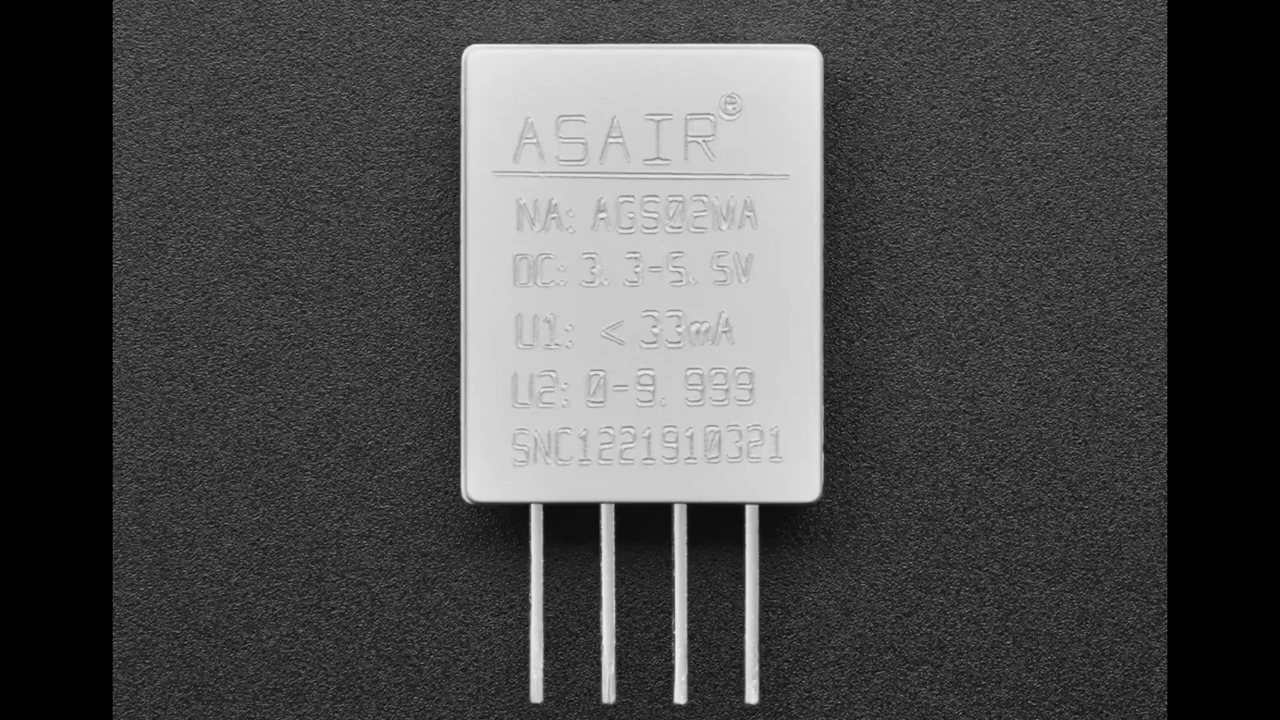 ASAIR®
NA: AGS02MA
DC: 3.3-5.5V
U1: < 33mA
U2: 0-9.999
SNC1221910321